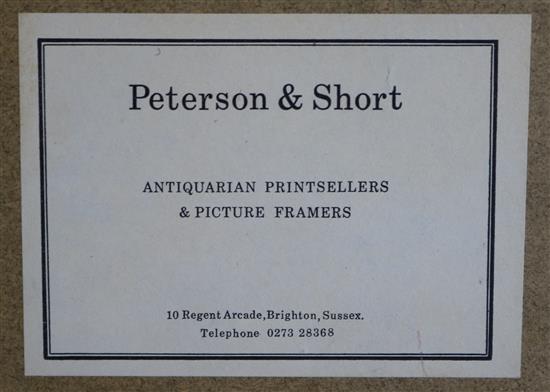 Peterson & Short
ANTIQUARIAN PRINTSELLERS
& PICTURE FRAMERS
10 Regent Arcade, Brighton, Sussex.
Telephone 0273 28368